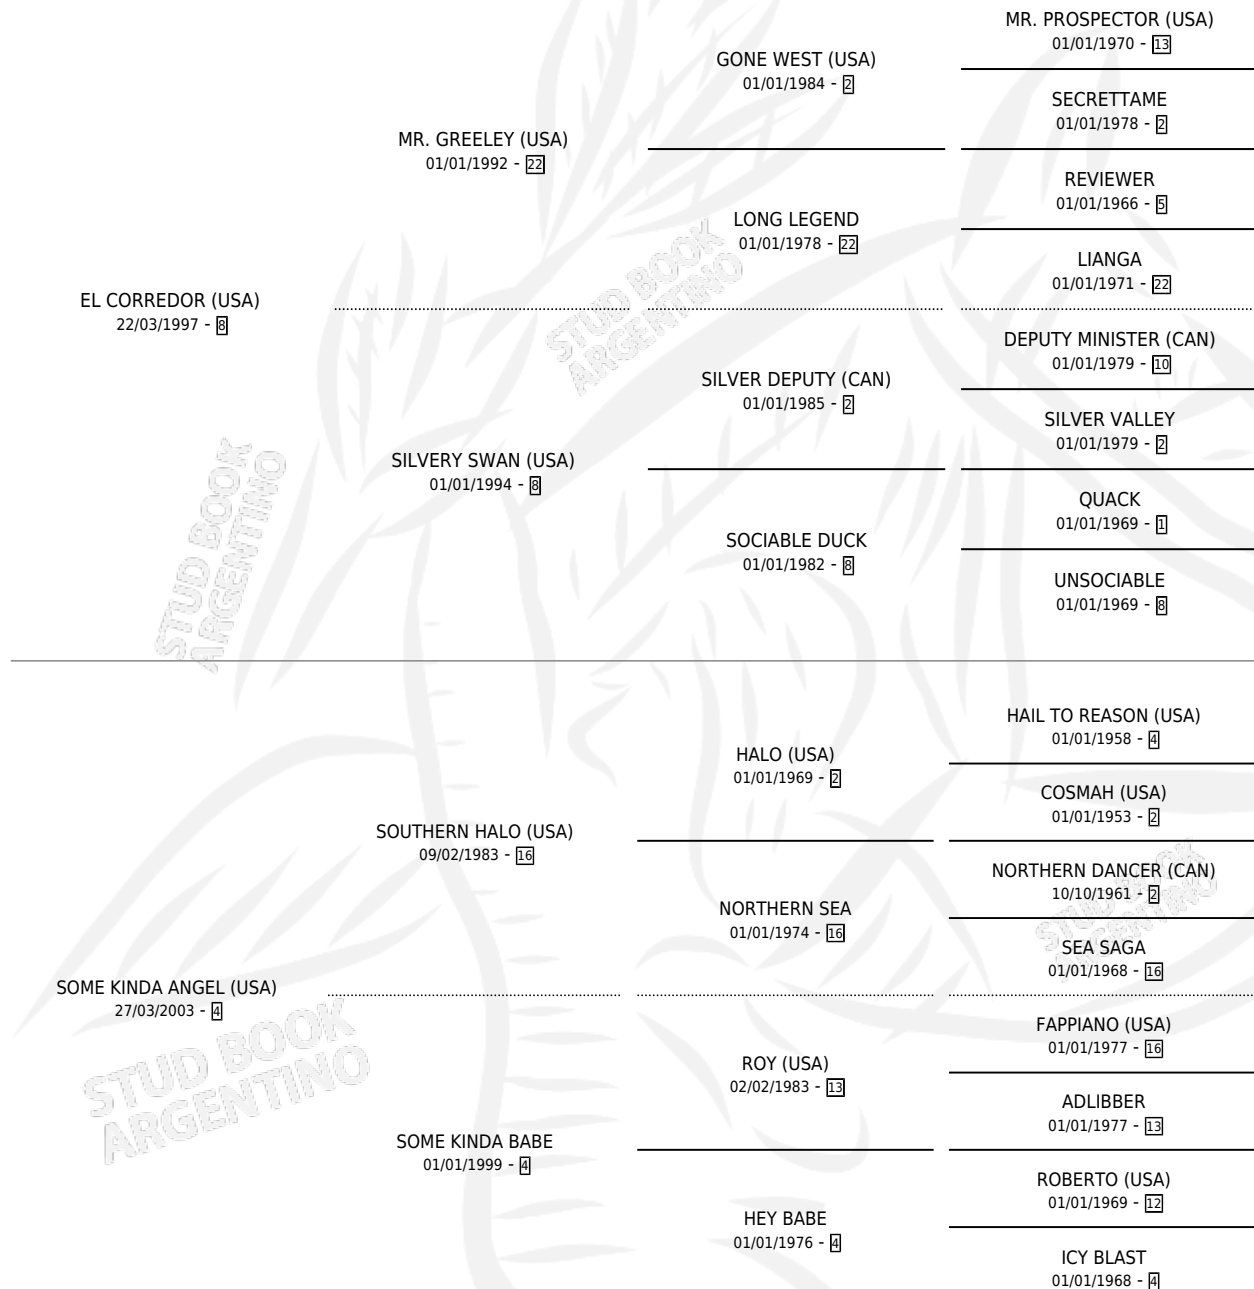 MR. PROSPECTOR (USA)
01/01/1970 - 13
GONE WEST (USA)
01/01/1984 - 2
SECRETTAME
01/01/1978 - 2
MR. GREELEY (USA)
01/01/1992 - 22
REVIEWER
01/01/1966 - 5
LONG LEGEND
01/01/1978 - 22
LIANGA
01/01/1971 - 22
EL CORREDOR (USA)
22/03/1997 - 8
DEPUTY MINISTER (CAN)
01/01/1979 - 10
SILVER DEPUTY (CAN)
01/01/1985 - 2
SILVER VALLEY
01/01/1979 - 2
SILVERY SWAN (USA)
01/01/1994 - 8
QUACK
01/01/1969 - 1
SOCIABLE DUCK
01/01/1982 - 8
UNSOCIABLE
01/01/1969 - 8
HAIL TO REASON (USA)
01/01/1958 - 4
HALO (USA)
01/01/1969 - 2
COSMAH (USA)
01/01/1953 - 2
SOUTHERN HALO (USA)
09/02/1983 - 16
NORTHERN DANCER (CAN)
10/10/1961 - 2
NORTHERN SEA
01/01/1974 - 16
SEA SAGA
01/01/1968 - 16
SOME KINDA ANGEL (USA)
27/03/2003 - 4
FAPPIANO (USA)
01/01/1977 - 16
ROY (USA)
02/02/1983 - 13
ADLIBBER
01/01/1977 - 13
SOME KINDA BABE
01/01/1999 - 4
ROBERTO (USA)
01/01/1969 - 12
HEY BABE
01/01/1976 - 4
ICY BLAST
01/01/1968 - 4
STUD BOOK
ARGENTINO
STUD BOOK
ARGENTINO
STUD BOOK
ARGENTINO
STUD BOOK
ARGENTINO